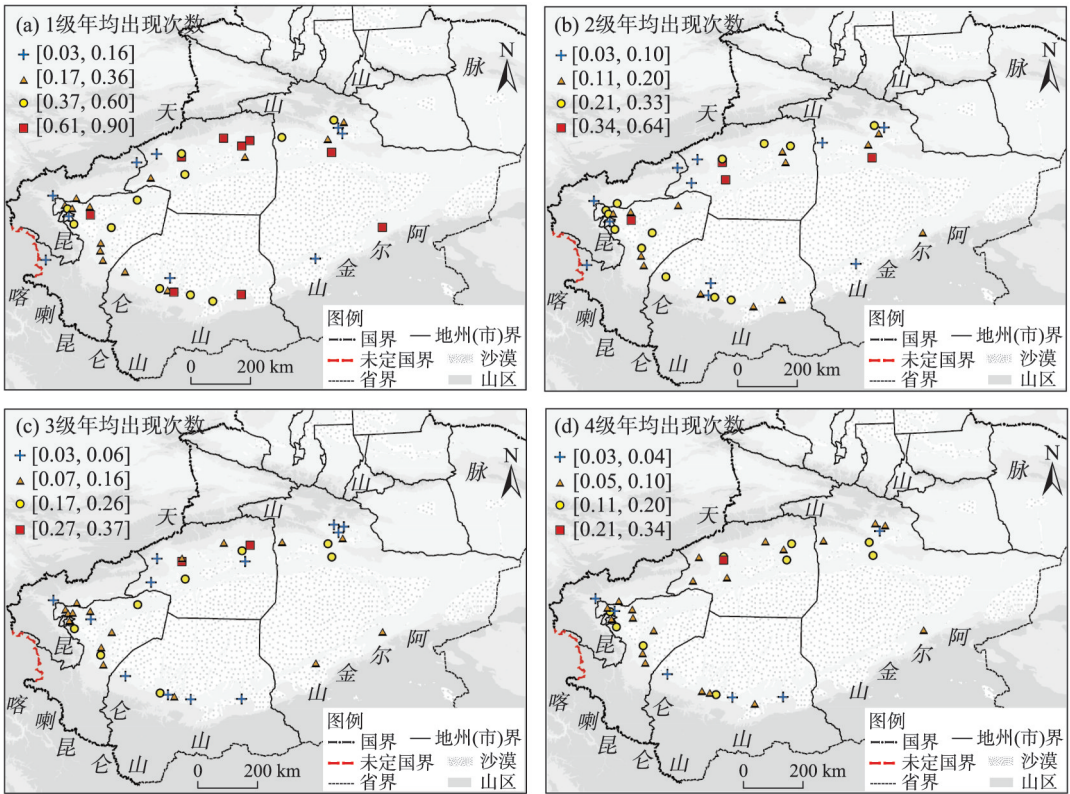 (a) 1级年均出现次数
[0.03, 0.16]
[0.17, 0.36]
[0.37, 0.60]
[0.61, 0.90]
N
天
山
山
脉
昆
仑
山
山
喀
喇
昆
仑
山
阿
尔
金
山
0 200 km
图例
国界
地州(市)界
未定国界
沙漠
省界
山区
(b) 2级年均出现次数
[0.03, 0.10]
[0.11, 0.20]
[0.21, 0.33]
[0.34, 0.64]
N
天
山
山
脉
昆
仑
山
山
喀
喇
昆
仑
山
阿
尔
金
山
0 200 km
图例
国界
地州(市)界
未定国界
沙漠
省界
山区
(c) 3级年均出现次数
[0.03, 0.06]
[0.07, 0.16]
[0.17, 0.26]
[0.27, 0.37]
N
天
山
山
脉
昆
仑
山
喀
喇
昆
仑
山
阿
尔
金
山
0 200 km
图例
国界
地州(市)界
未定国界
沙漠
省界
山区
(d) 4级年均出现次数
[0.03, 0.04]
[0.05, 0.10]
[0.11, 0.20]
[0.21, 0.34]
N
天
山
山
脉
昆
仑
山
喀
喇
昆
仑
山
阿
尔
金
山
0 200 km
图例
国界
地州(市)界
未定国界
沙漠
省界
山区